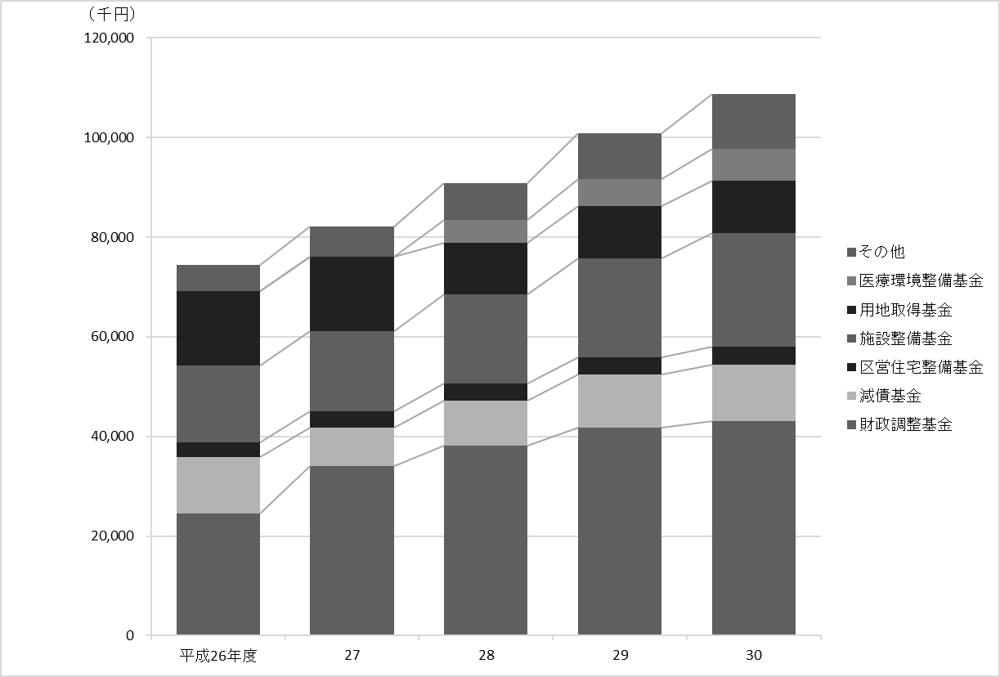 （千円）
120,000
100,000
80,000
60,000
40,000
20,000
0
平成26年度
27
28
29
30
その他
医療環境整備基金
用地取得基金
施設整備基金
区営住宅整備基金
減債基金
財政調整基金